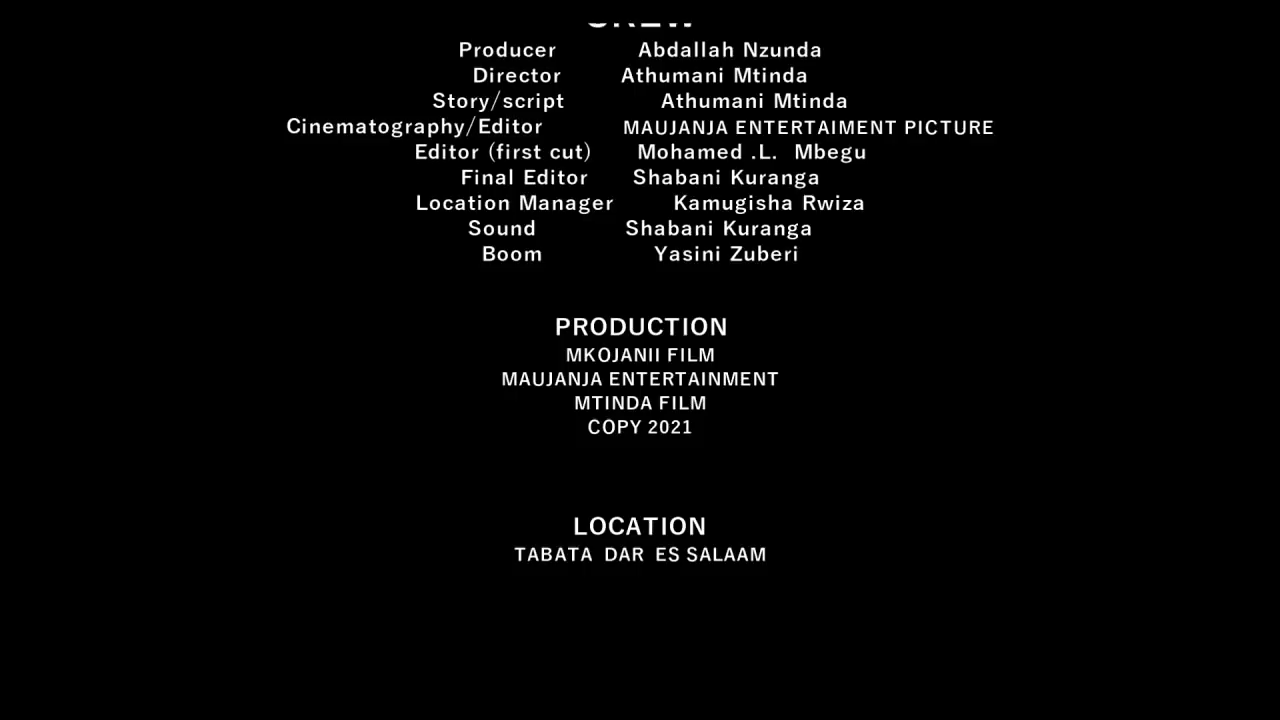 CREW
Producer Abdallah Nzunda
Director Athumani Mtinda
Story/script Athumani Mtinda
Cinematography/Editor MAUJANJA ENTERTAIMENT PICTURE
Editor (first cut) Mohamed .L. Mbegu
Final Editor Shabani Kuranga
Location Manager Kamugisha Rwiza
Sound Shabani Kuranga
Boom Yasini Zuberi
PRODUCTION
MKOJANII FILM
MAUJANJA ENTERTAINMENT
MTINDA FILM
COPY 2021
LOCATION
TABATA DAR ES SALAAM